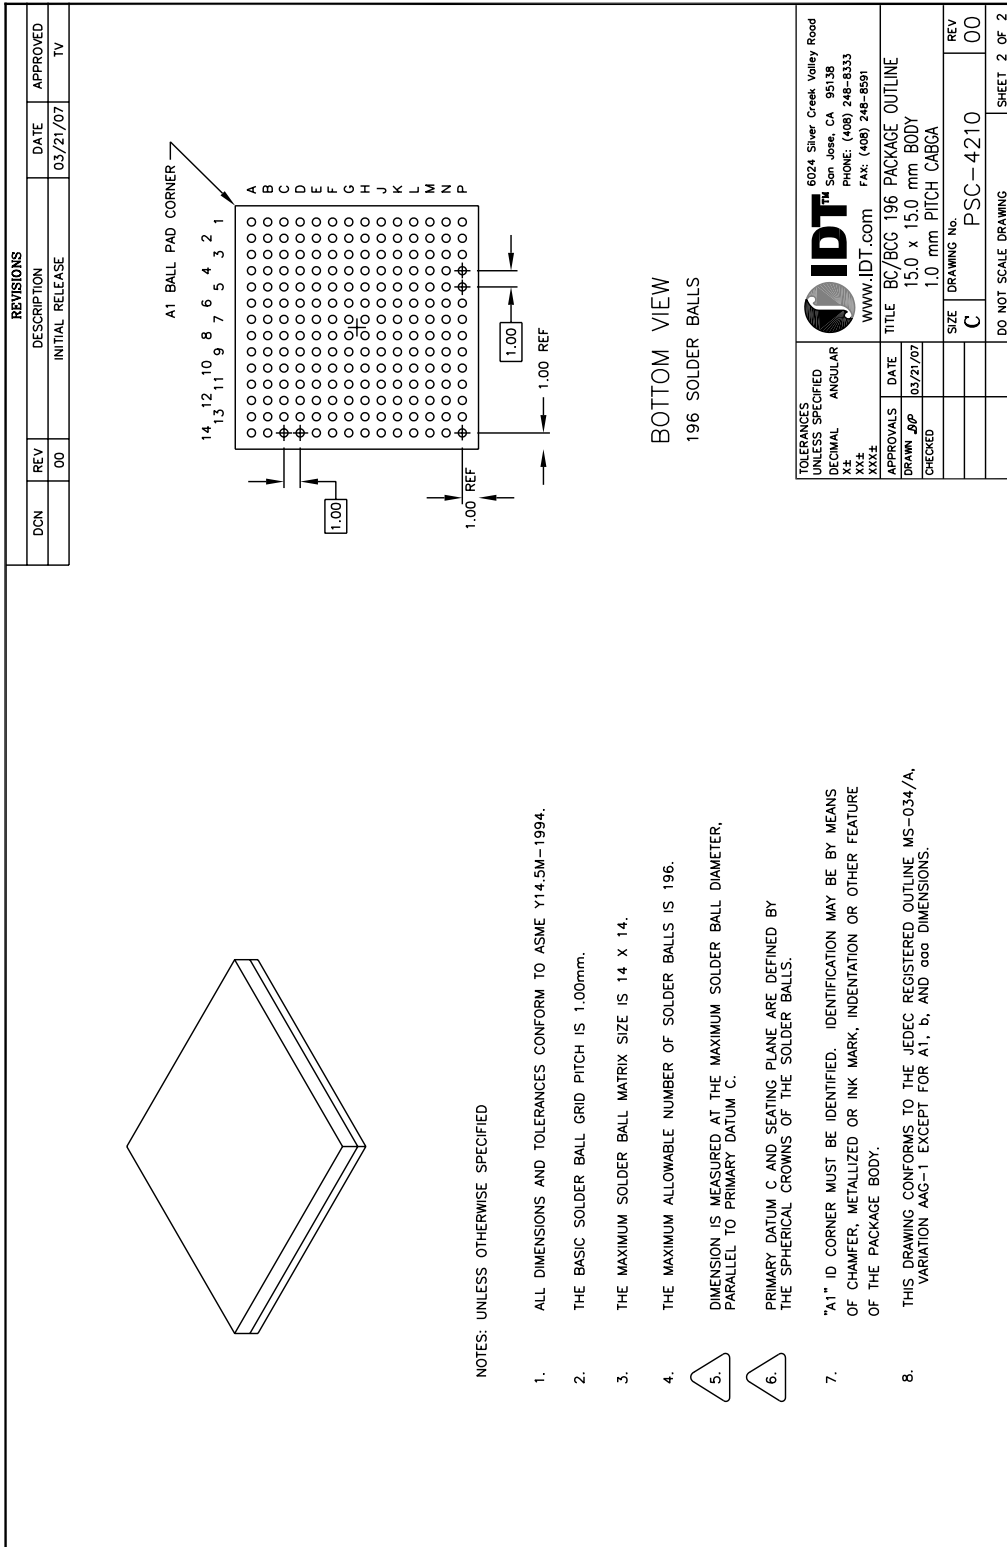 REVISIONS
DCN REV DESCRIPTION DATE APPROVED
00 INITIAL RELEASE 03/21/07 TV
A1 BALL PAD CORNER
14 12 10 8 6 4 2
13 11 9 7 5 3 1
A
B
C
D
E
F
G
H
J
K
L
M
N
P
1.00
1.00 REF
1.00
1.00 REF
BOTTOM VIEW
196 SOLDER BALLS
NOTES: UNLESS OTHERWISE SPECIFIED
1. ALL DIMENSIONS AND TOLERANCES CONFORM TO ASME Y14.5M-1994.
2. THE BASIC SOLDER BALL GRID PITCH IS 1.00mm.
3. THE MAXIMUM SOLDER BALL MATRIX SIZE IS 14 X 14.
4. THE MAXIMUM ALLOWABLE NUMBER OF SOLDER BALLS IS 196.
5. DIMENSION IS MEASURED AT THE MAXIMUM SOLDER BALL DIAMETER,
PARALLEL TO PRIMARY DATUM C.
6. PRIMARY DATUM C AND SEATING PLANE ARE DEFINED BY
THE SPHERICAL CROWNS OF THE SOLDER BALLS.
7. "A1" ID CORNER MUST BE IDENTIFIED. IDENTIFICATION MAY BE BY MEANS
OF CHAMFER, METALLIZED OR INK MARK, INDENTATION OR OTHER FEATURE
OF THE PACKAGE BODY.
8. THIS DRAWING CONFORMS TO THE JEDEC REGISTERED OUTLINE MS-034/A,
VARIATION AAG-1 EXCEPT FOR A1, b, AND aaa DIMENSIONS.
TOLERANCES
UNLESS SPECIFIED
DECIMAL ANGULAR
X±
XX±
XXX±
APPROVALS DATE
DRAWN 03/21/07
CHECKED
IDT™
www.IDT.com
6024 Silver Creek Valley Road
San Jose, CA 95138
PHONE: (408) 248-8333
FAX: (408) 248-8591
TITLE BC/BCG 196 PACKAGE OUTLINE
15.0 x 15.0 mm BODY
1.0 mm PITCH CABGA
SIZE DRAWING No. REV
C PSC-4210 00
DO NOT SCALE DRAWING SHEET 2 OF 2